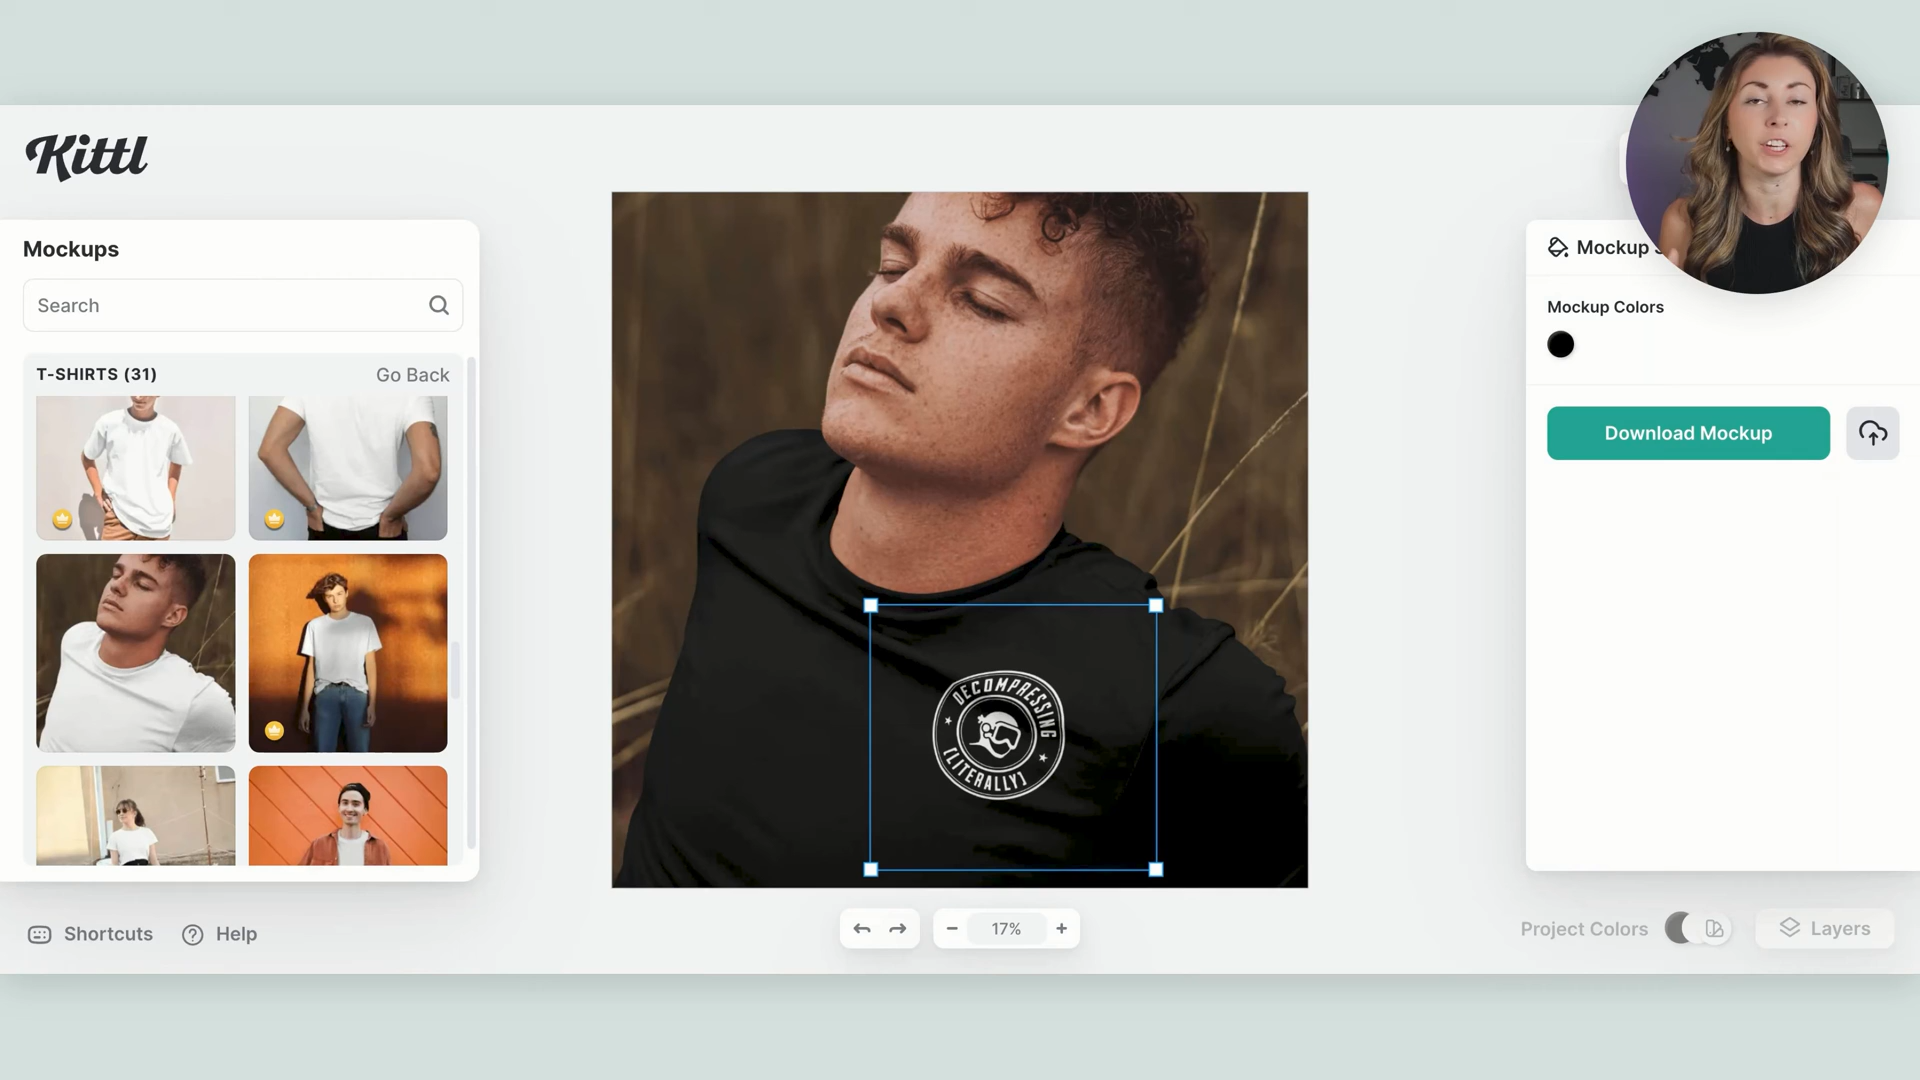 Kittl
Mockups
Search
T-SHIRTS (31)
Go Back
Shortcuts
Help
DECOMPRESSING
[LITERALLY]
17%
Mockup
Mockup Colors
Download Mockup
Project Colors
Layers